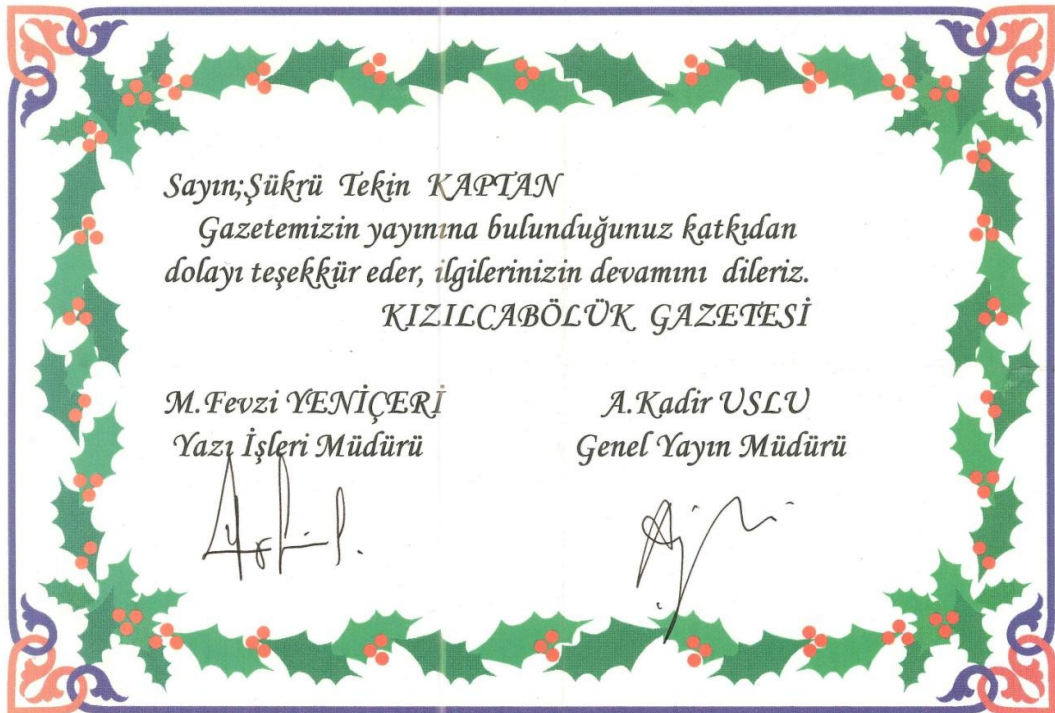 Sayın;Şükrü Tekin KAPTAN
Gazetemizin yayınına bulunduğunuz katkıdan
dolayı teşekkür eder, ilgilerinizin devamını dileriz.
KIZILCABÖLÜK GAZETESİ
M.Fevzi YENİÇERİ A.Kadir USLU
Yazı İşleri Müdürü Genel Yayın Müdürü